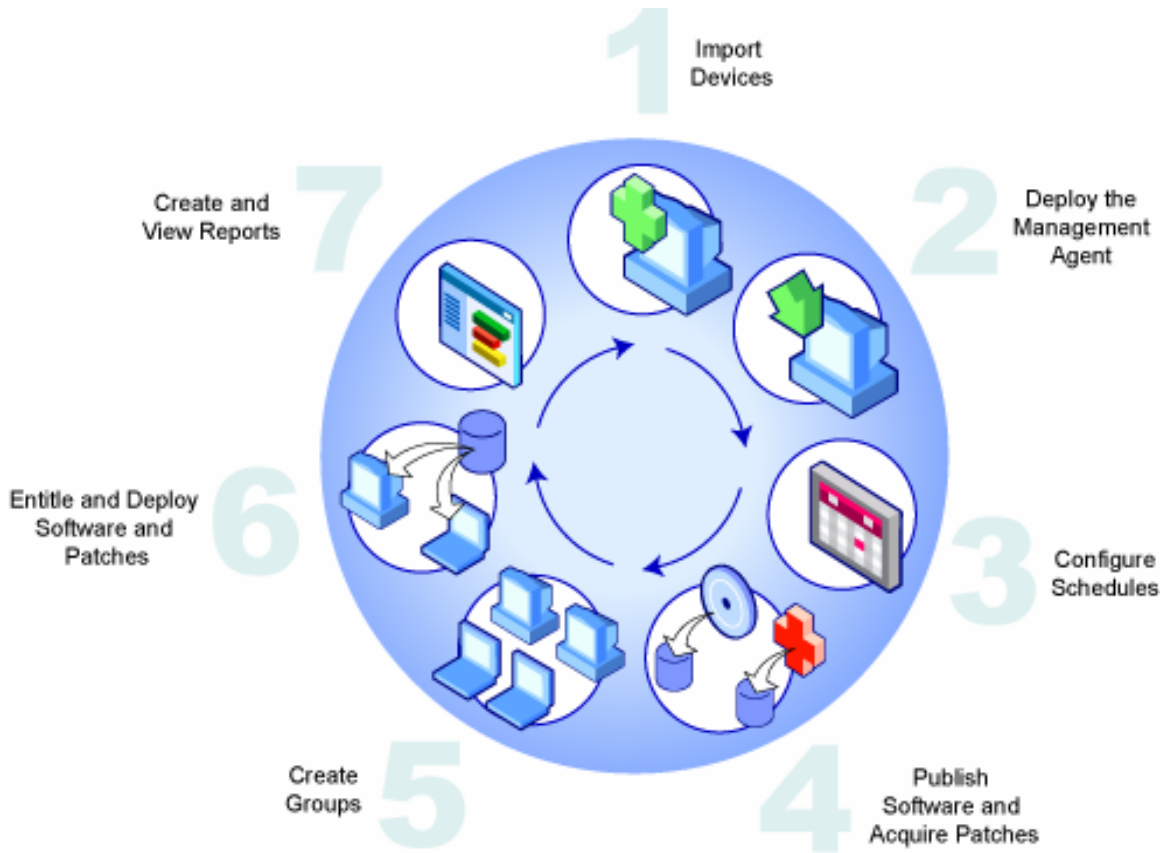 1
Import
Devices
2
Deploy the
Management
Agent
3
Configure
Schedules
4
Publish
Software and
Acquire Patches
5
Create
Groups
6
Entitle and Deploy
Software and
Patches
7
Create and
View Reports